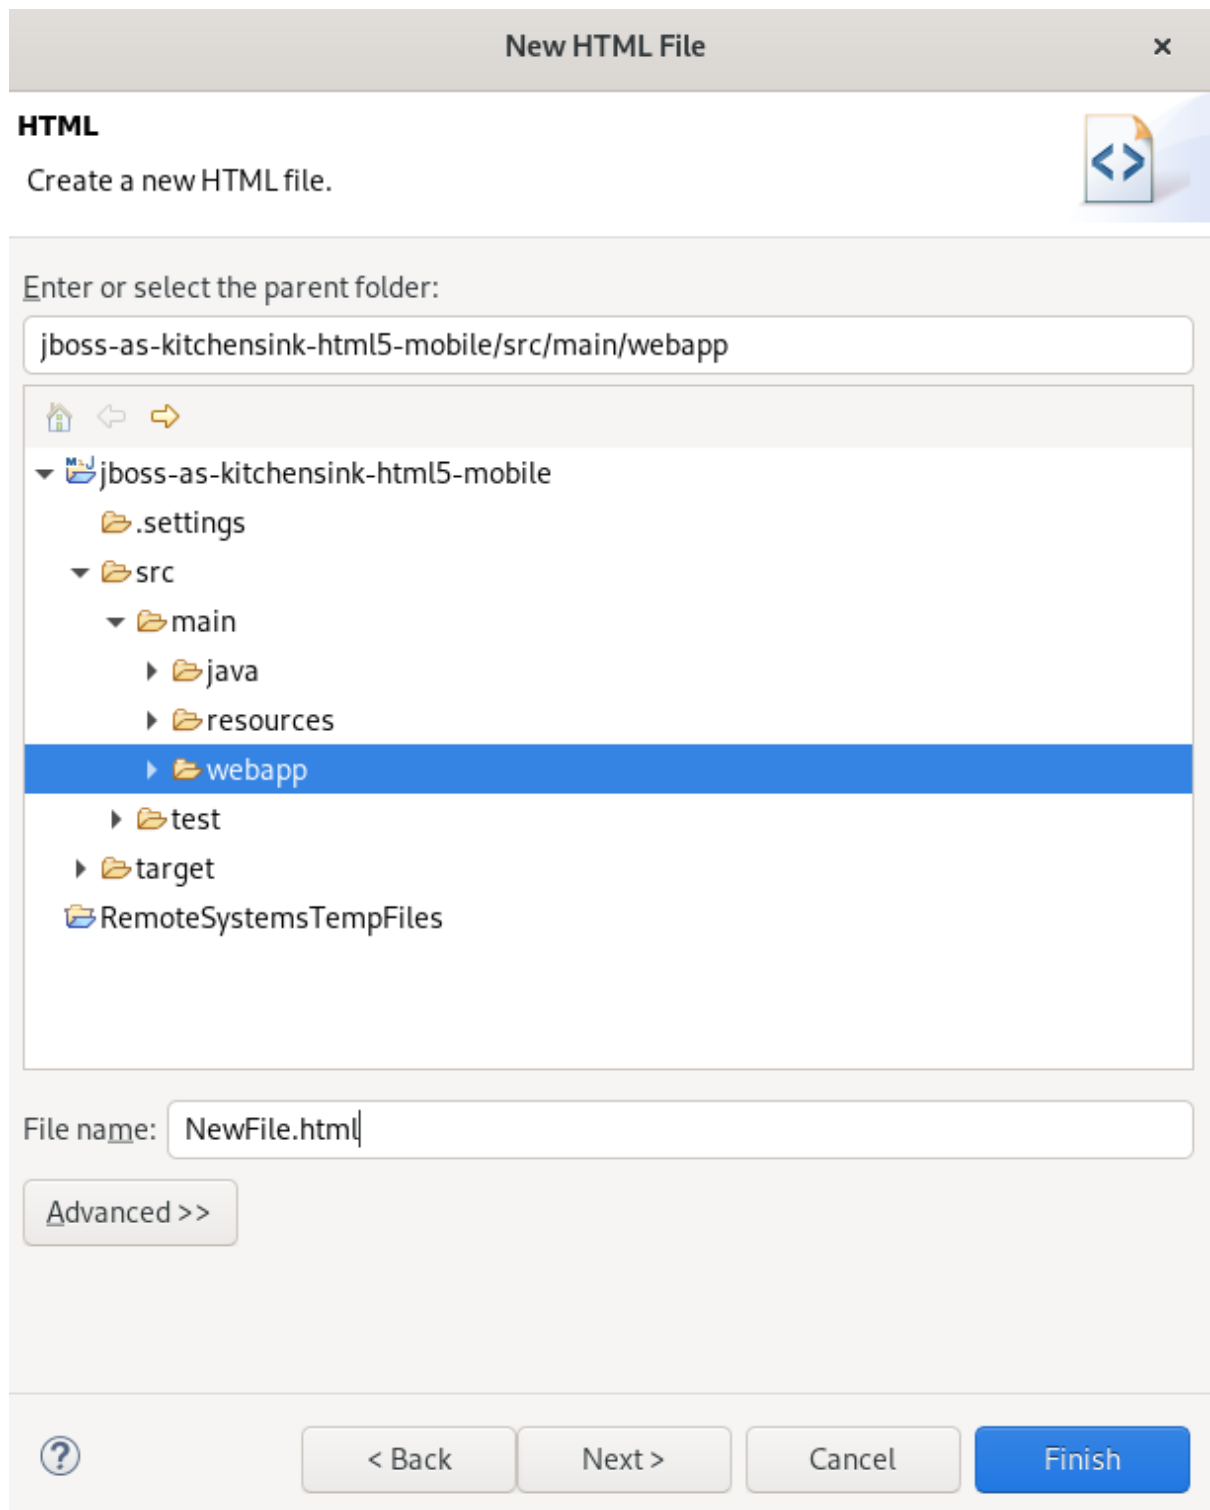 New HTML File ×
HTML
Create a new HTML file.
Enter or select the parent folder:
jboss-as-kitchensink-html5-mobile/src/main/webapp
jboss-as-kitchensink-html5-mobile
.settings
src
main
java
resources
webapp
test
target
RemoteSystemsTempFiles
File name: NewFile.html
Advanced >>
? < Back Next > Cancel Finish